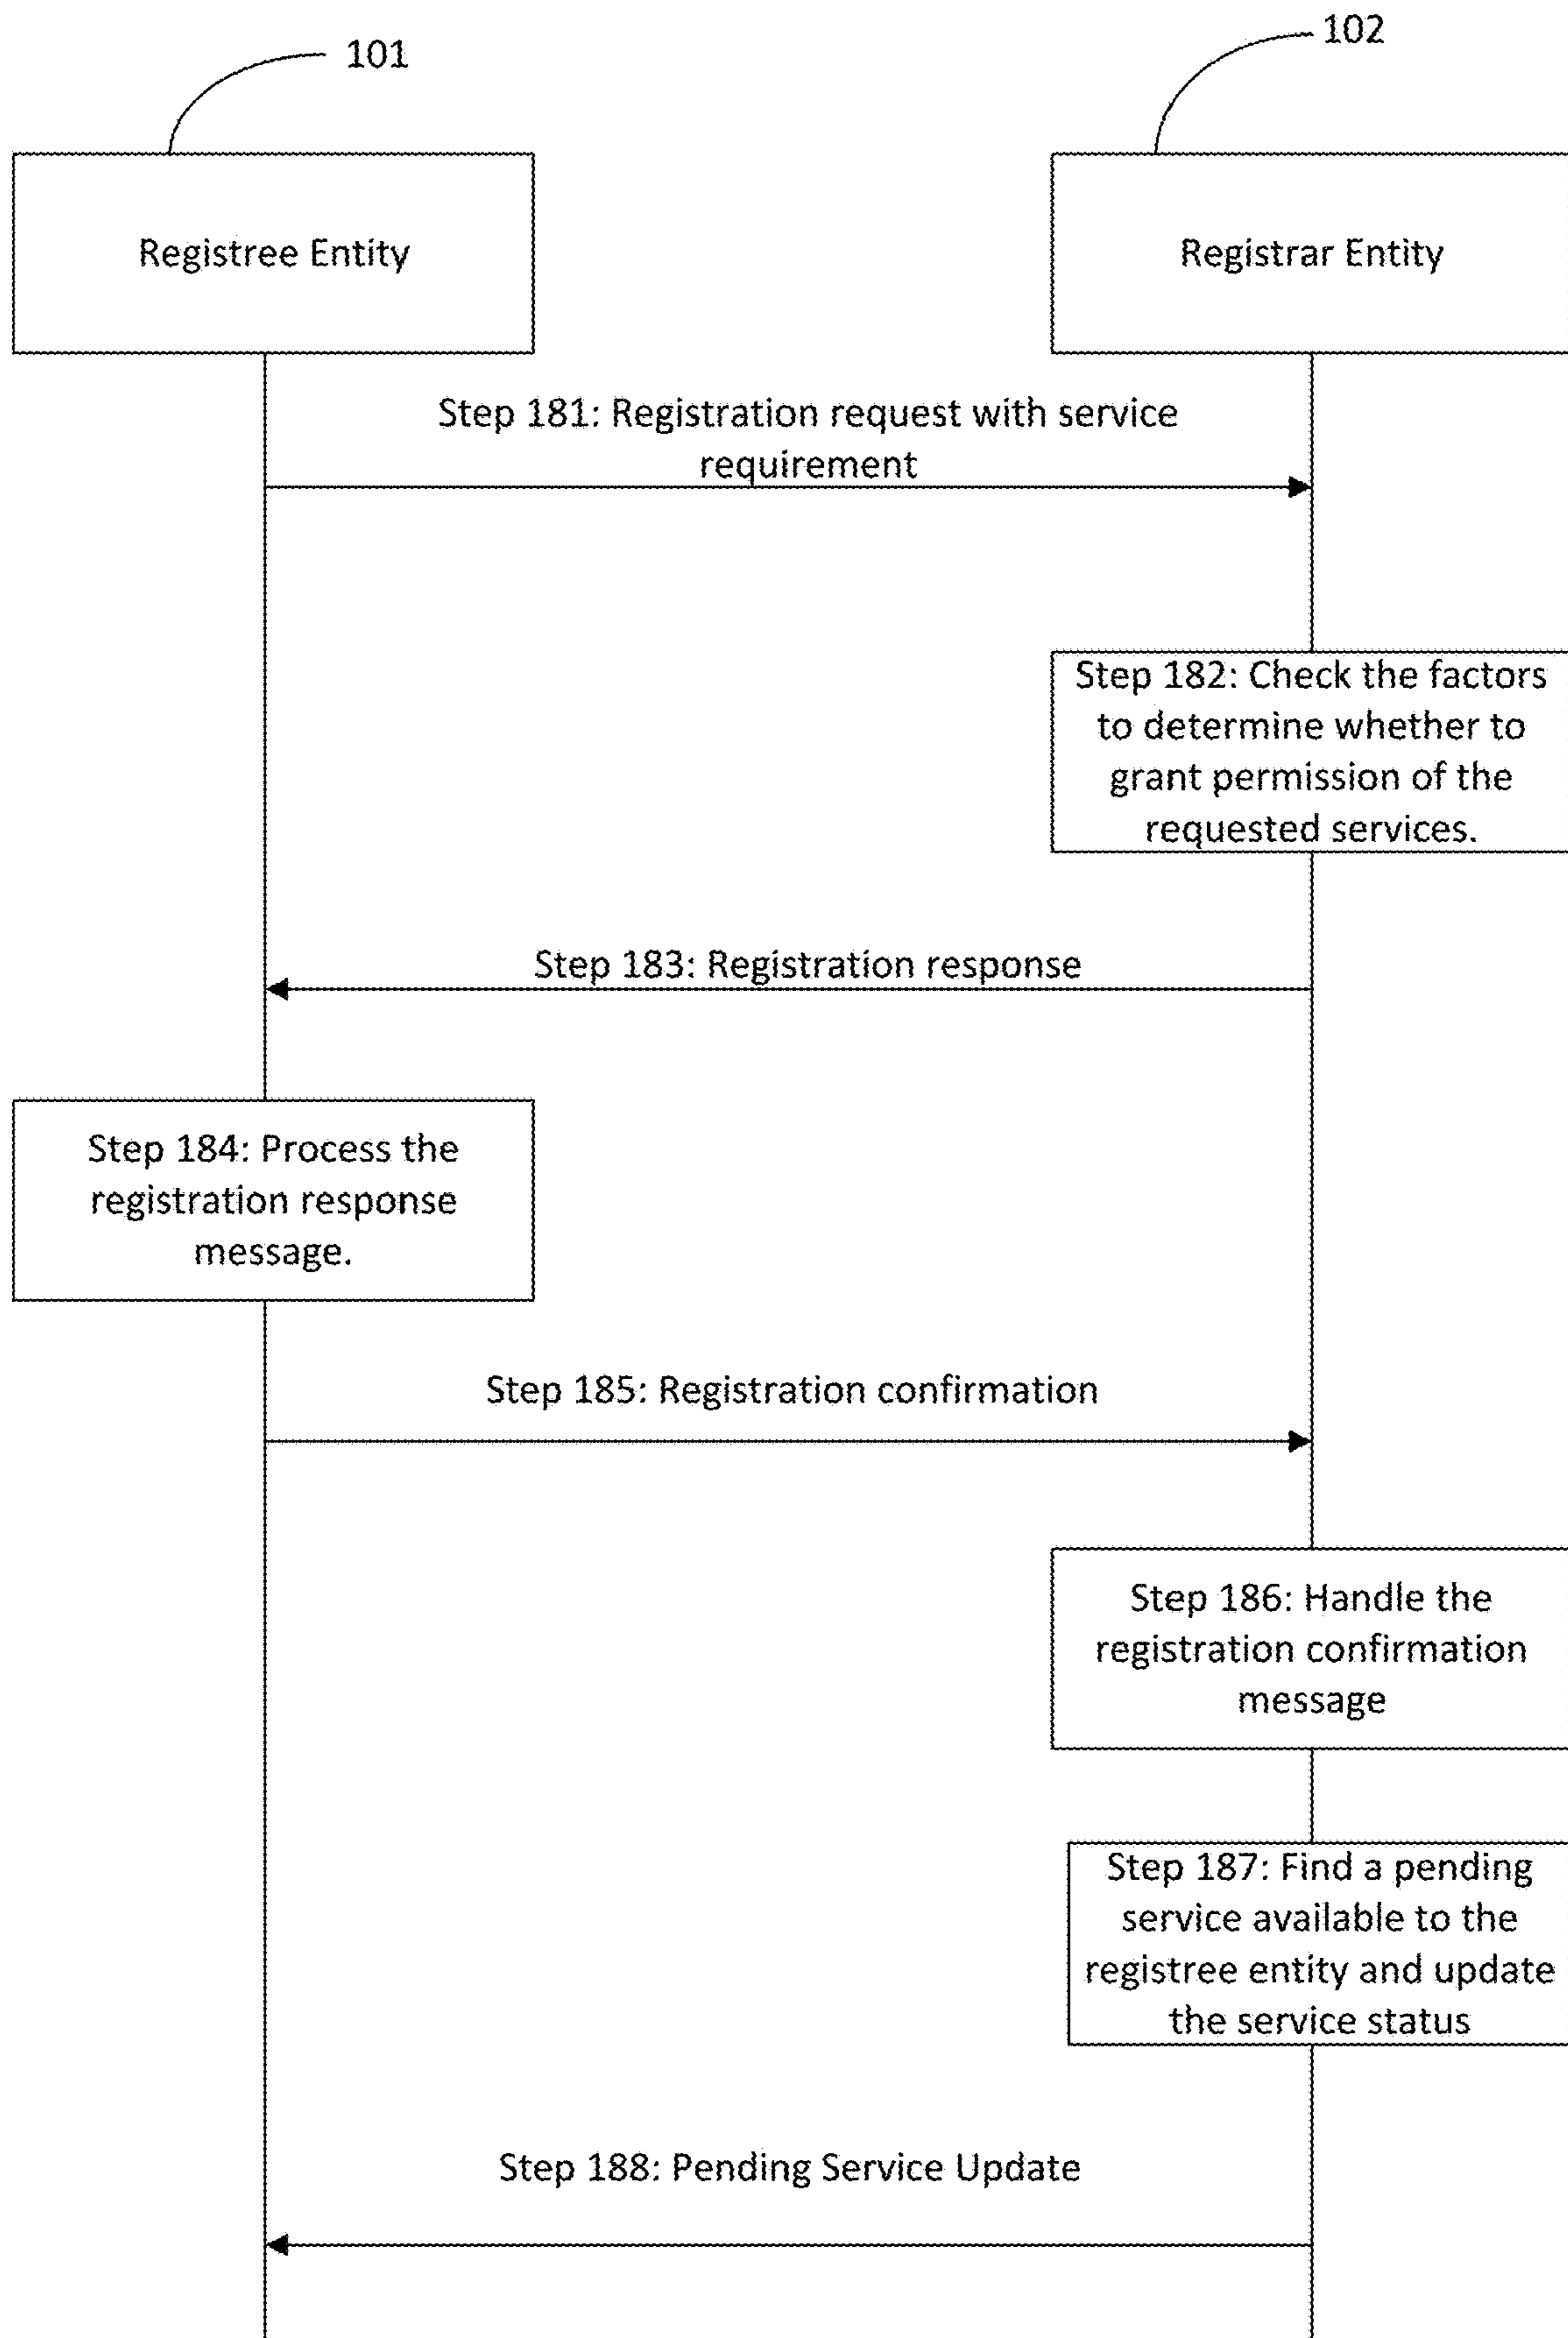 101
102
Registree Entity
Registrar Entity
Step 181: Registration request with service
requirement
Step 182: Check the factors
to determine whether to
grant permission of the
requested services.
Step 183: Registration response
Step 184: Process the
registration response
message.
Step 185: Registration confirmation
Step 186: Handle the
registration confirmation
message
Step 187: Find a pending
service available to the
registree entity and update
the service status
Step 188: Pending Service Update